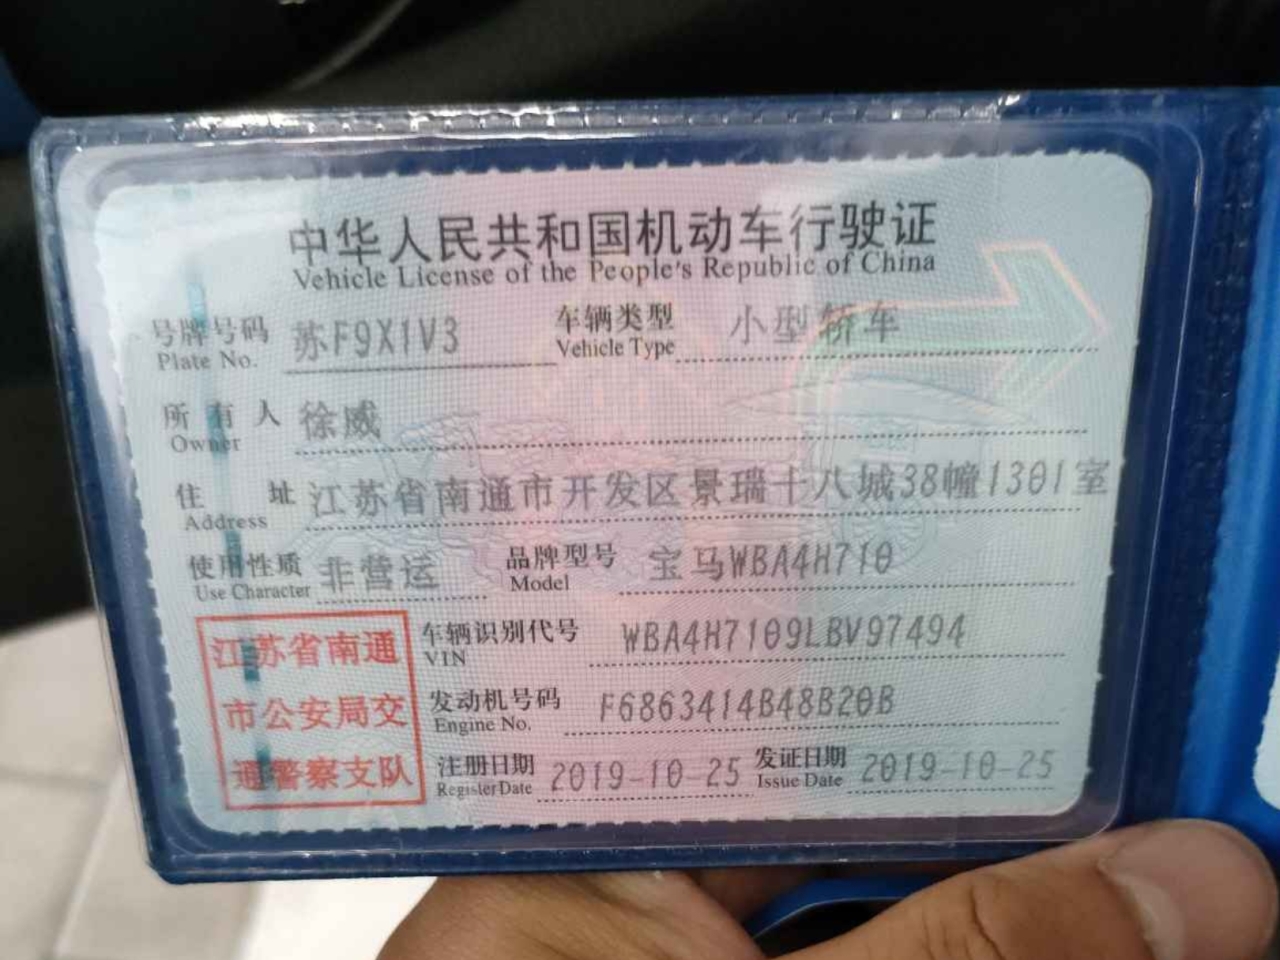 中华人民共和国机动车行驶证
Vehicle License of the People's Republic of China
号牌号码 苏F9X1V3 车辆类型 小型轿车
Plate No. Vehicle Type
所有人 徐威
Owner
住址 江苏省南通市开发区景瑞十八城38幢1301室
Address
使用性质 非营运 品牌型号 宝马WBA4H710
Use Character Model
江苏省南通
市公安局交
通警察支队
车辆识别代号 WBA4H7109LBV97494
VIN
发动机号码 F6863414B48B20B
Engine No.
注册日期 2019-10-25 发证日期 2019-10-25
Register Date Issue Date